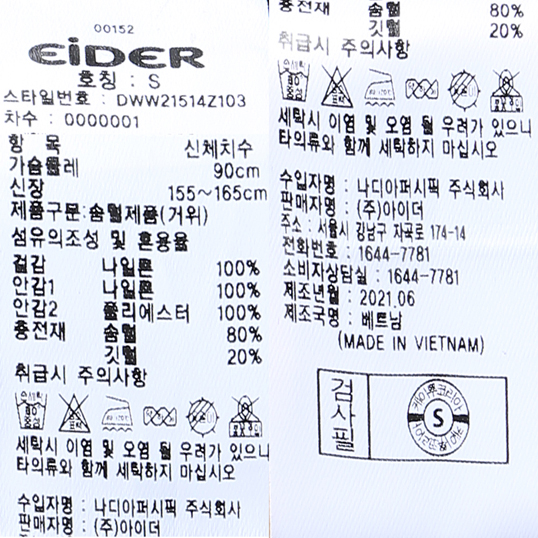 00152
EiDER
호칭 : S
스타일번호 : DWW21514Z103
차수 : 0000001
항 목 신체치수
가슴둘레 90cm
신장 155~165cm
제품구분:솜털제품(거위)
섬유의조성 및 혼용율
겉감 나일론 100%
안감1 나일론 100%
안감2 폴리에스터 100%
충전재 솜털 80%
깃털 20%
취급시 주의사항
세탁시 이염 및 오염 될 우려가 있으니
타의류와 함께 세탁하지 마십시오
수입자명 : 나디아퍼시픽 주식회사
판매자명 : (주)아이더
충전재 솜털 80%
깃털 20%
취급시 주의사항
세탁시 이염 및 오염 될 우려가 있으니
타의류와 함께 세탁하지 마십시오
수입자명 : 나디아퍼시픽 주식회사
판매자명 : (주)아이더
주소 : 서울시 강남구 자곡로 174-14
전화번호 : 1644-7781
소비자상담실 : 1644-7781
제조년월 : 2021.06
제조국명 : 베트남
(MADE IN VIETNAM)
검사필
케이퓨코리아
S